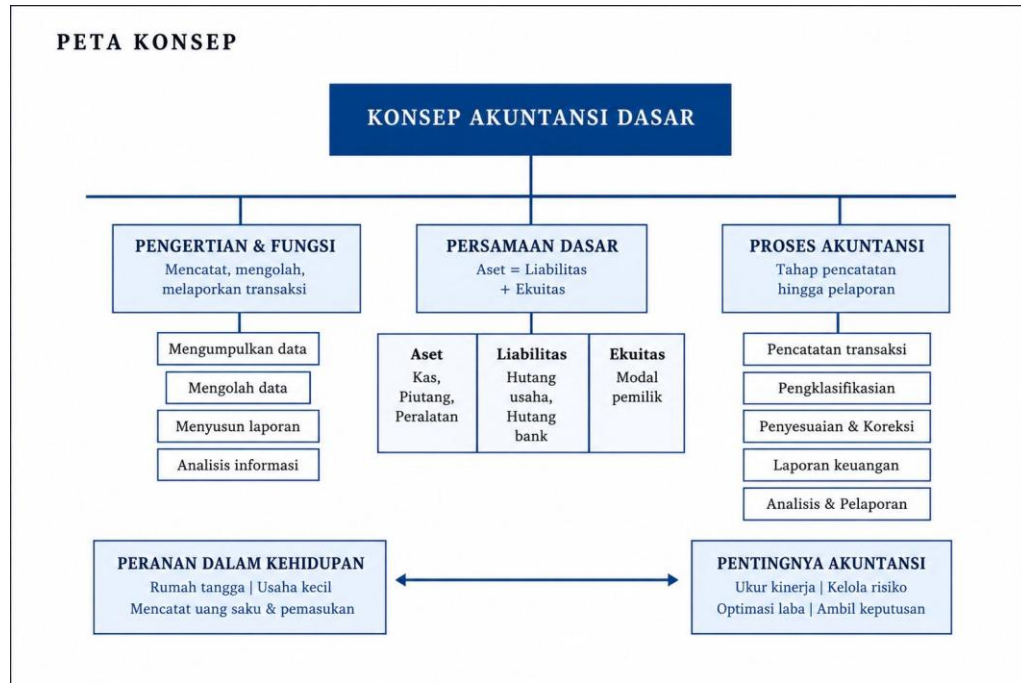 PETA KONSEP
KONSEP AKUNTANSI DASAR
PENGERTIAN & FUNGSI
Mencatat, mengolah,
melaporkan transaksi
Mengumpulkan data
Mengolah data
Menyusun laporan
Analisis informasi
PERSAMAAN DASAR
Aset = Liabilitas
+ Ekuitas
Aset
Kas,
Piutang,
Peralatan
Liabilitas
Hutang
usaha,
Hutang
bank
Ekuitas
Modal
pemilik
PROSES AKUNTANSI
Tahap pencatatan
hingga pelaporan
Pencatatan transaksi
Pengklasifikasian
Penyesuaian & Koreksi
Laporan keuangan
Analisis & Pelaporan
PERANAN DALAM KEHIDUPAN
Rumah tangga | Usaha kecil
Mencatat uang saku & pemasukan
PENTINGNYA AKUNTANSI
Ukur kinerja | Kelola risiko
Optimasi laba | Ambil keputusan